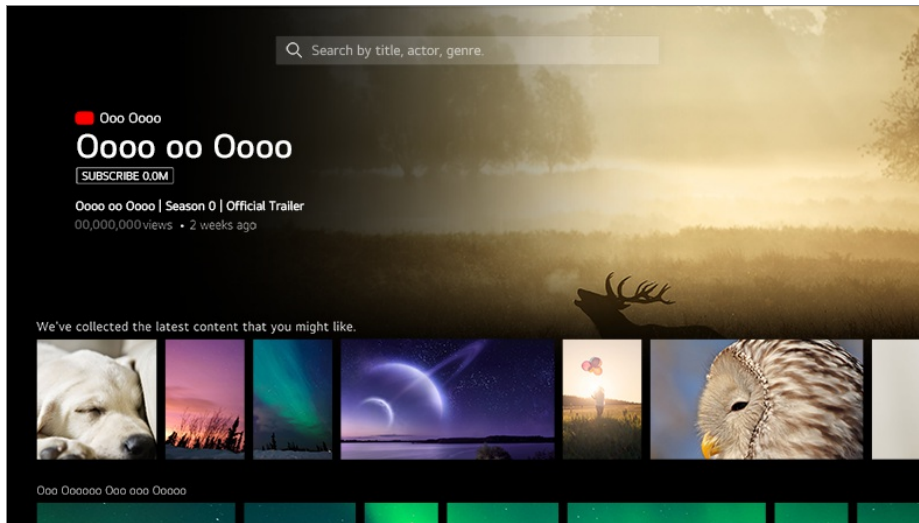 Search by title, actor, genre.
Ooo Oooo
Oooo oo Oooo
SUBSCRIBE 0.0M
Oooo oo Oooo | Season 0 | Official Trailer
00,000,000 views • 2 weeks ago
We've collected the latest content that you might like.
Ooo Oooooo Ooo ooo Ooooo